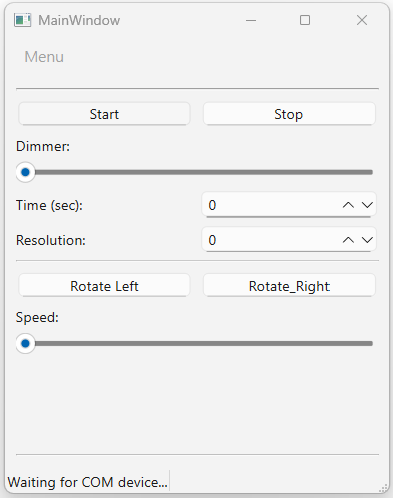 MainWindow
Menu
Start Stop
Dimmer:
Time (sec): 0
Resolution: 0
Rotate Left Rotate_Right
Speed:
Waiting for COM device...